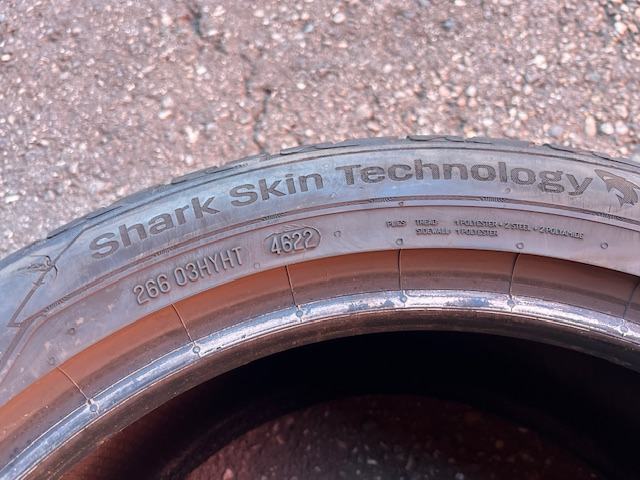 Shark Skin Technology
266 03HYHT 4622
PLIES TREAD 1 POLYESTER + 2 STEEL + 2 POLYAMIDE
SIDEWALL 1 POLYESTER